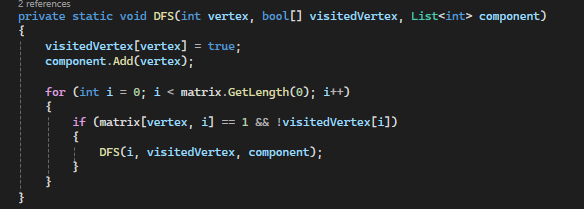 2 references
private static void DFS(int vertex, bool[] visitedVertex, List<int> component)
{
    visitedVertex[vertex] = true;
    component.Add(vertex);

    for (int i = 0; i < matrix.GetLength(0); i++)
    {
        if (matrix[vertex, i] == 1 && !visitedVertex[i])
        {
            DFS(i, visitedVertex, component);
        }
    }
}